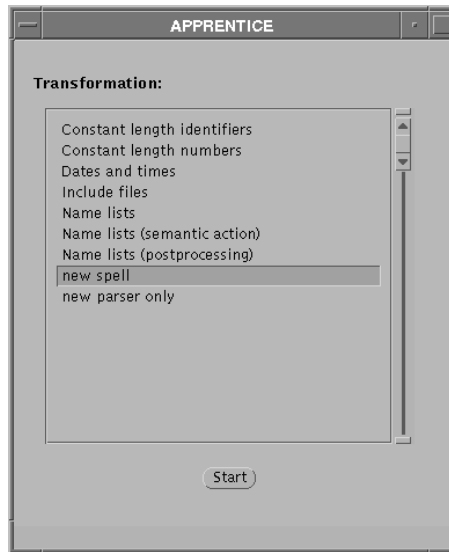 APPRENTICE
Transformation:
Constant length identifiers
Constant length numbers
Dates and times
Include files
Name lists
Name lists (semantic action)
Name lists (postprocessing)
new spell
new parser only
Start